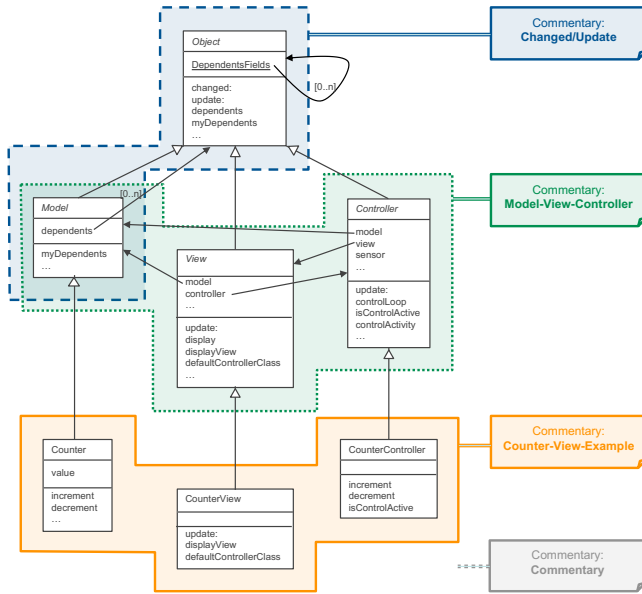 Object
DependentsFields
[0..n]
changed:
update:
dependents
myDependents
...
Commentary:
Changed/Update
[0..n]
Model
dependents
myDependents
...
Controller
model
view
sensor
...
update:
controlLoop
isControlActive
controlActivity
...
Commentary:
Model-View-Controller
View
model
controller
...
update:
display
displayView
defaultControllerClass
...
Counter
value
increment
decrement
...
CounterView
update:
displayView
defaultControllerClass
CounterController
increment
decrement
isControlActive
Commentary:
Counter-View-Example
Commentary:
Commentary